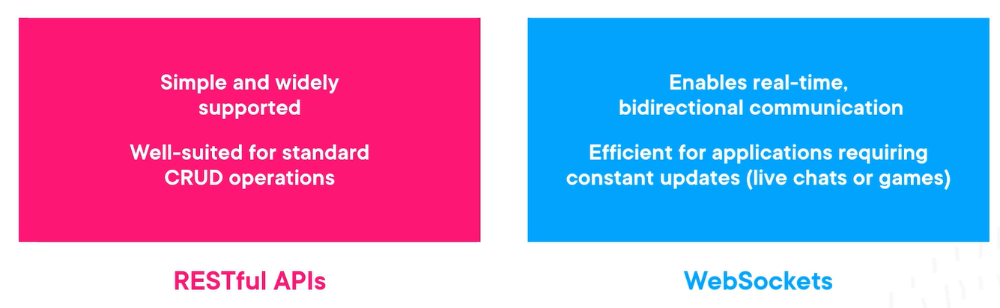 Simple and widely
supported
Well-suited for standard
CRUD operations
RESTful APIs
Enables real-time,
bidirectional communication
Efficient for applications requiring
constant updates (live chats or games)
WebSockets